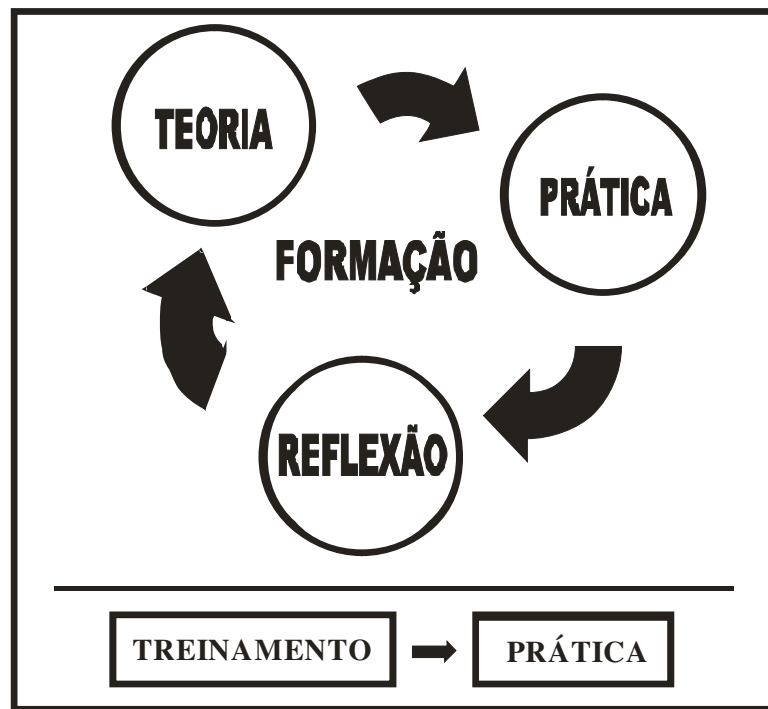 TEORIA
PRÁTICA
FORMAÇÃO
REFLEXÃO
TREINAMENTO
PRÁTICA